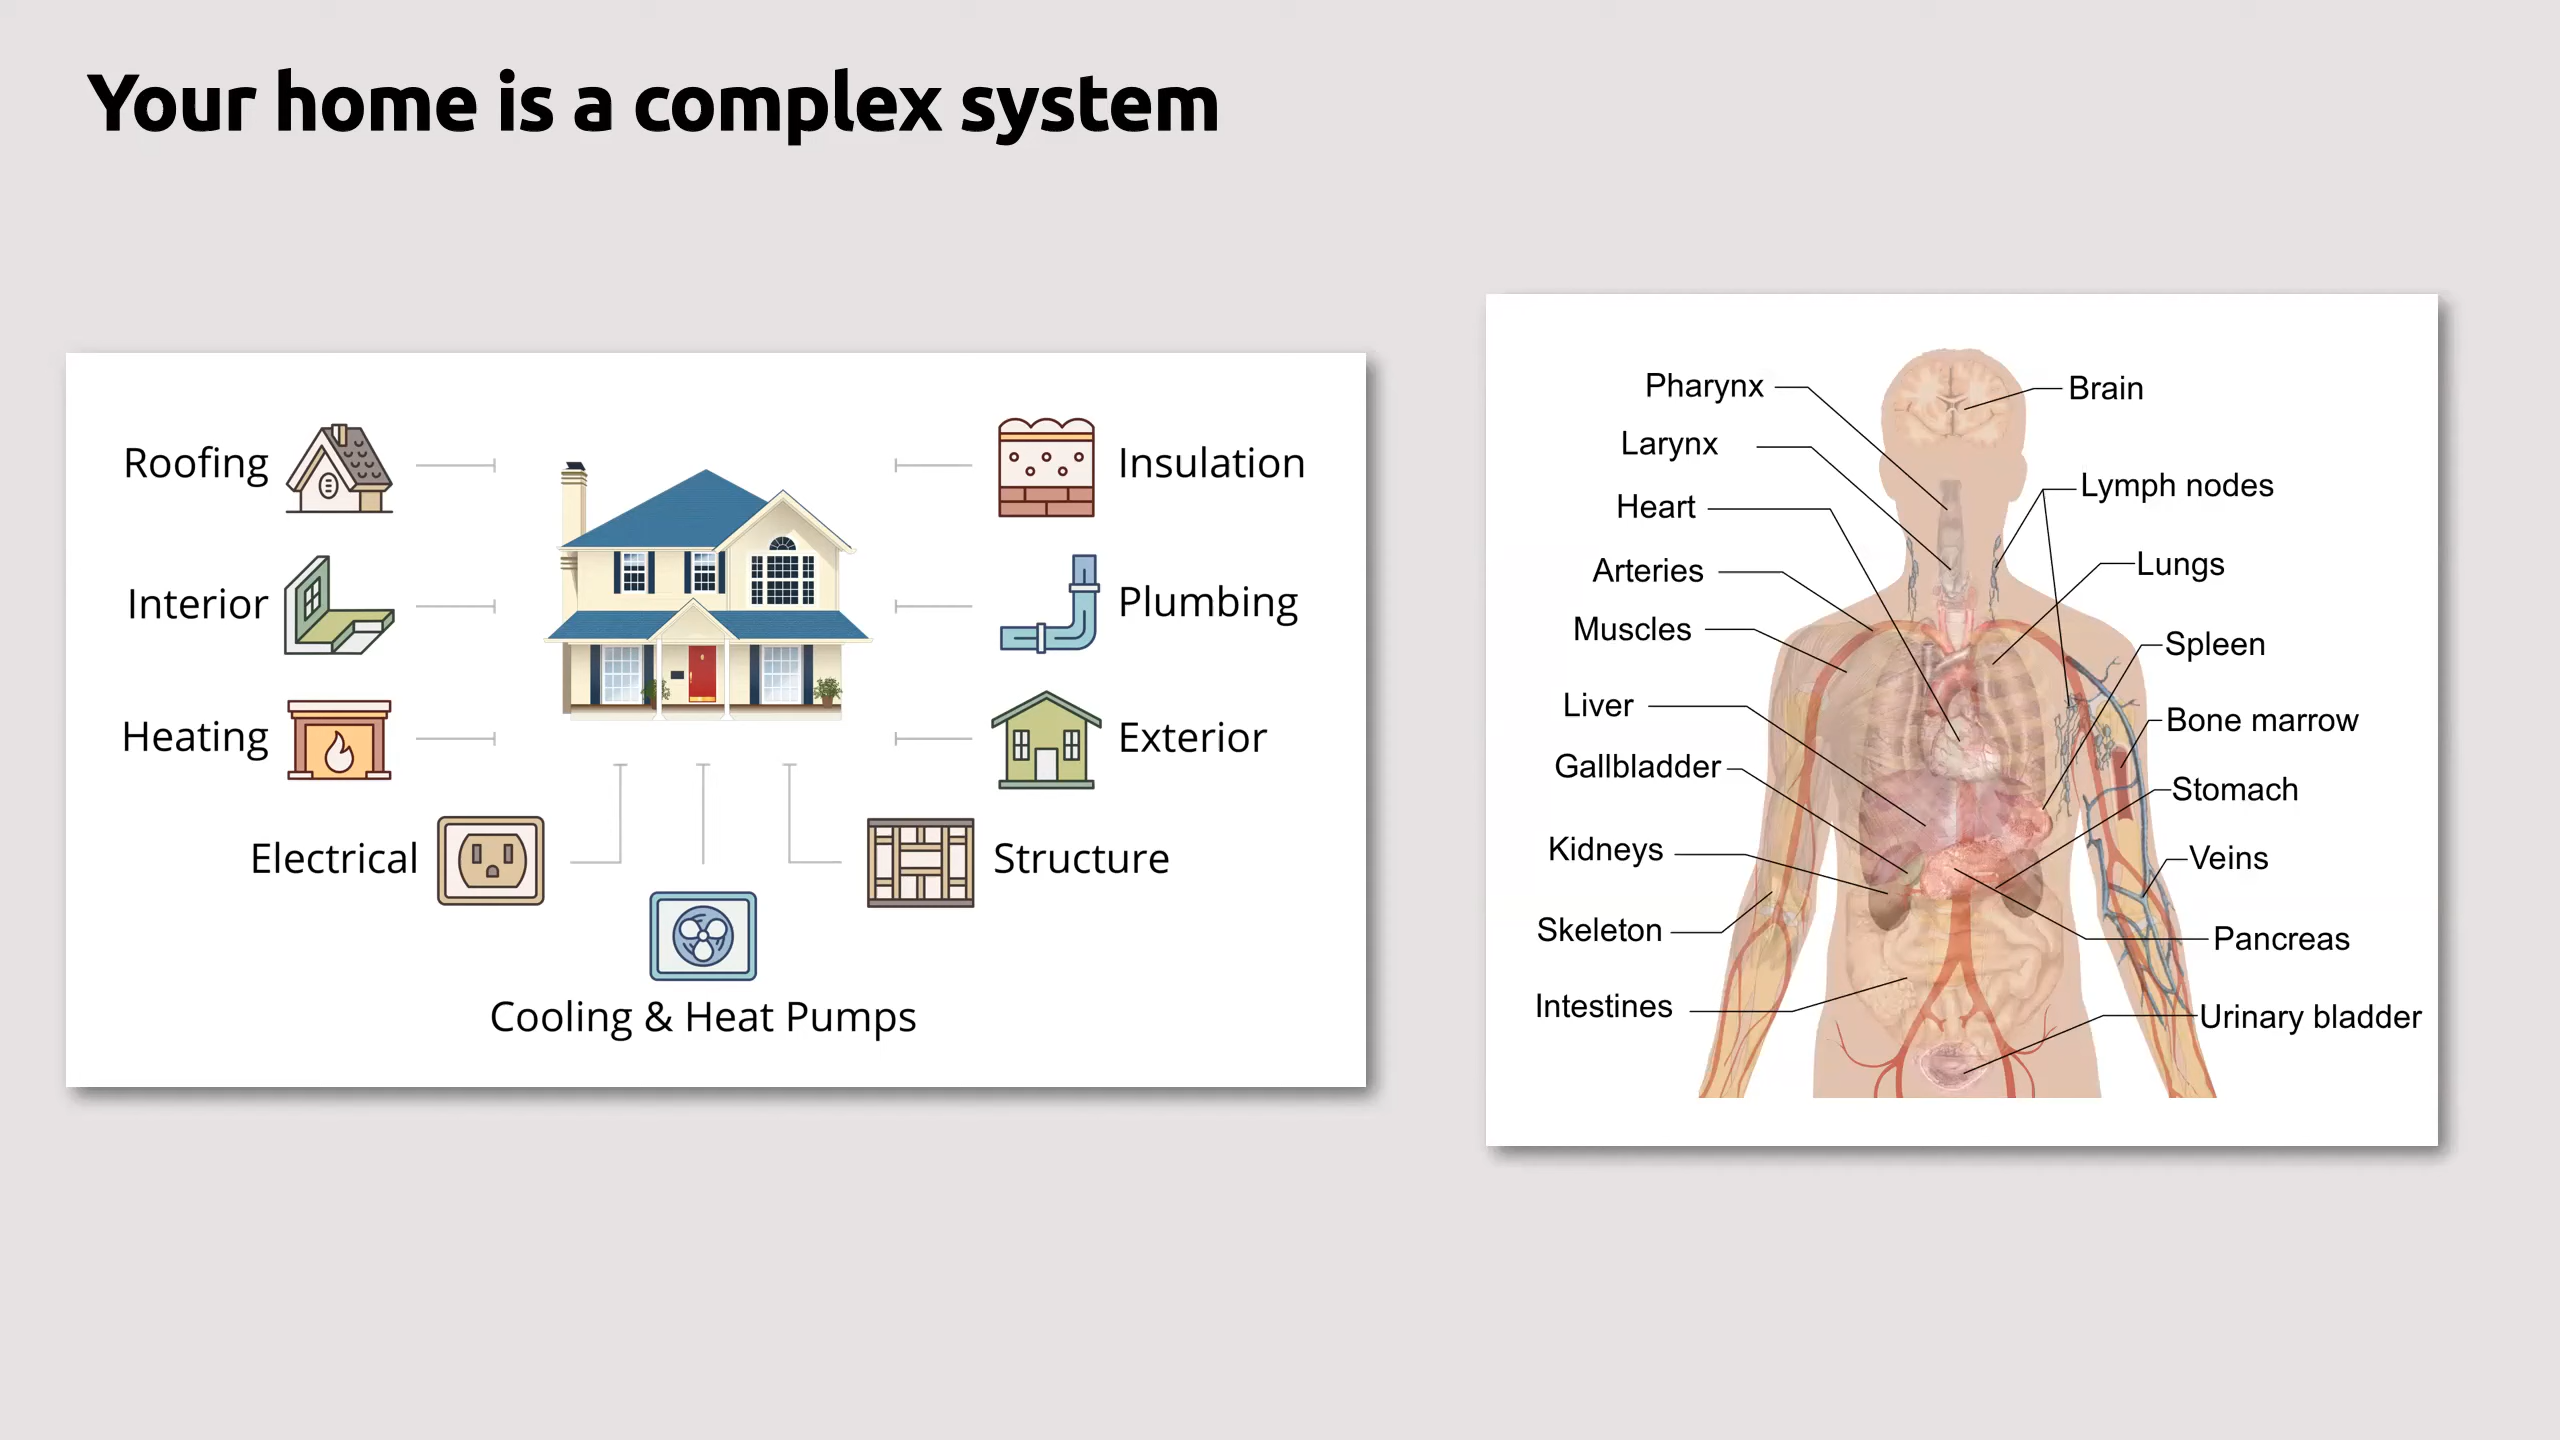 Your home is a complex system
Roofing
Interior
Heating
Electrical
Cooling & Heat Pumps
Structure
Insulation
Plumbing
Exterior
Pharynx
Larynx
Heart
Arteries
Muscles
Liver
Gallbladder
Kidneys
Skeleton
Intestines
Brain
Lymph nodes
Lungs
Spleen
Bone marrow
Stomach
Veins
Pancreas
Urinary bladder